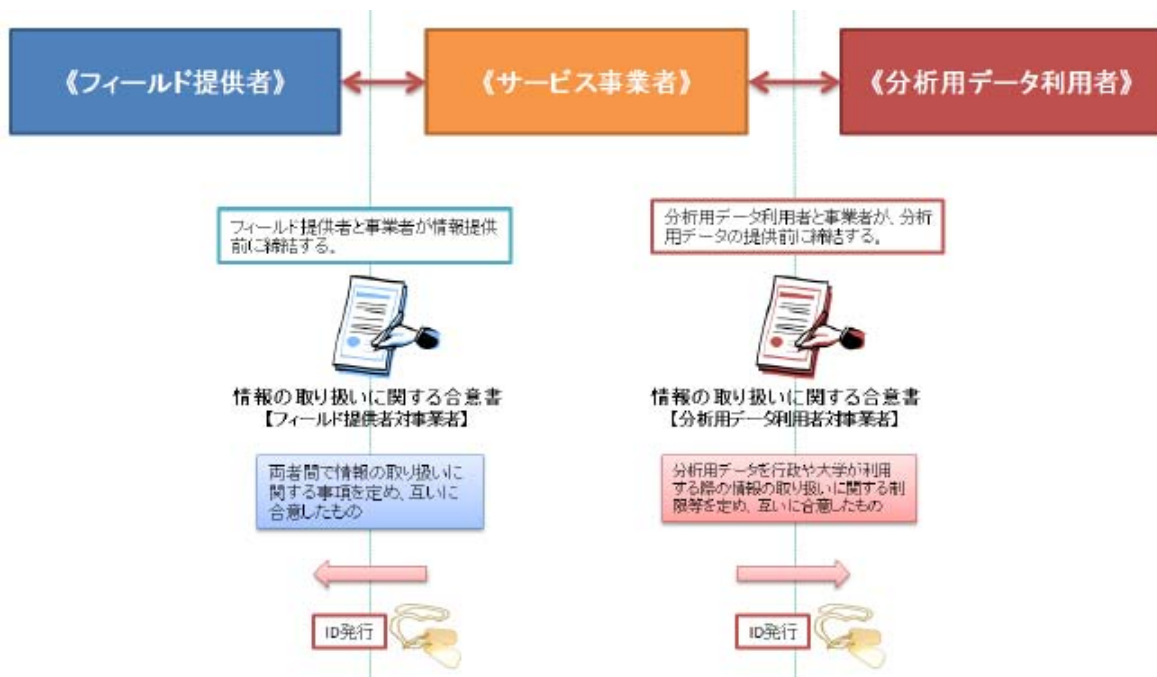 《フィールド提供者》
《サービス事業者》
《分析用データ利用者》
フィールド提供者と事業者が情報提供
前に締結する。
分析用データ利用者と事業者が、分析
用データの提供前に締結する。
情報の取り扱いに関する合意書
【フィールド提供者対事業者】
情報の取り扱いに関する合意書
【分析用データ利用者対事業者】
両者間で情報の取り扱いに
関する事項を定め、互いに
合意したもの
分析用データを行政や大学が利用
する際の情報の取り扱いに関する制
限等を定め、互いに合意したもの
ID発行
ID発行